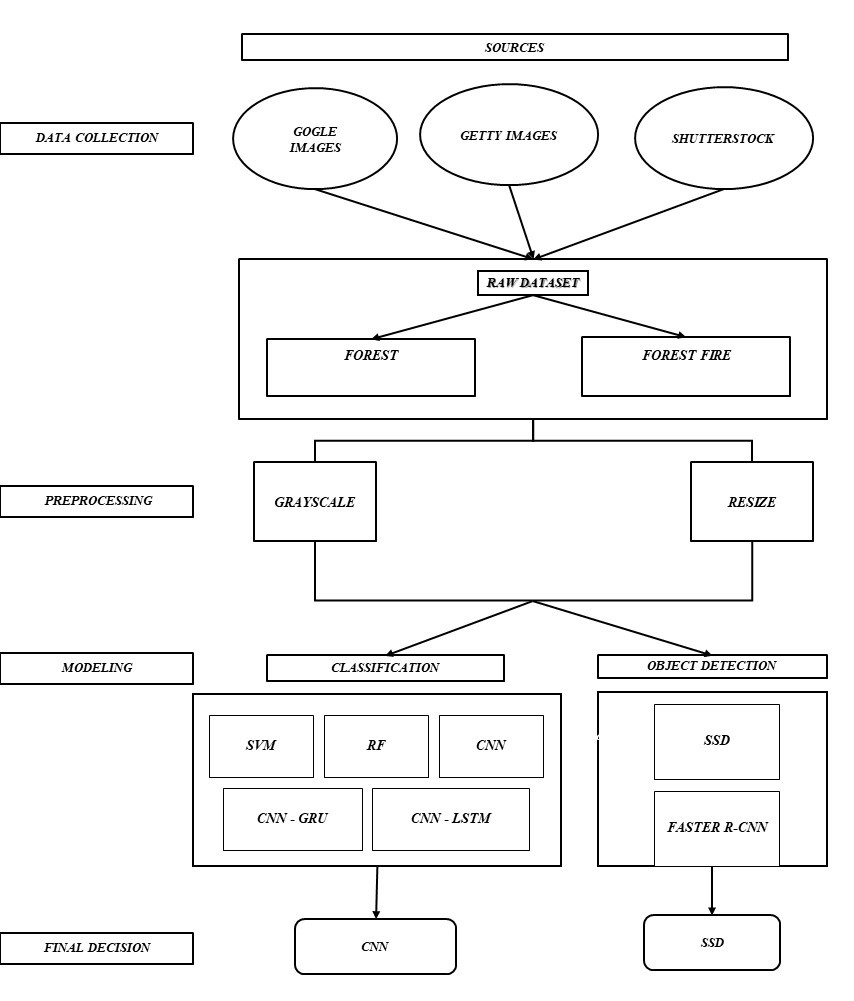 SOURCES
DATA COLLECTION
GOGLE
IMAGES
GETTY IMAGES
SHUTTERSTOCK
RAW DATASET
FOREST
FOREST FIRE
PREPROCESSING
GRAYSCALE
RESIZE
MODELING
CLASSIFICATION
OBJECT DETECTION
SVM
RF
CNN
SSD
CNN - GRU
CNN - LSTM
FASTER R-CNN
FINAL DECISION
CNN
SSD